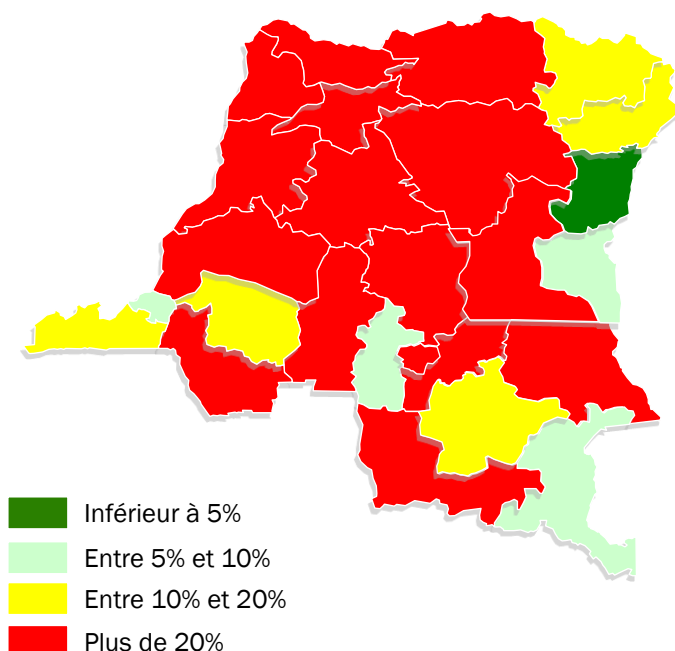 Inférieur à 5%
Entre 5% et 10%
Entre 10% et 20%
Plus de 20%